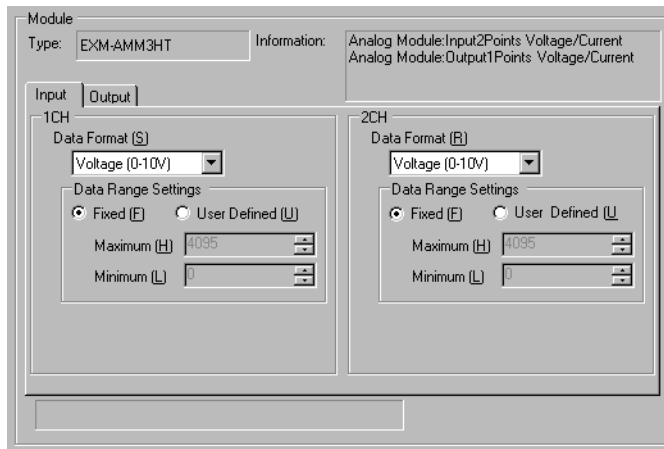 Module
Type: EXM-AMM3HT Information: Analog Module:Input2Points Voltage/Current
Analog Module:Output1Points Voltage/Current
Input Output
1CH 2CH
Data Format (S) Data Format (R)
Voltage (0-10V) Voltage (0-10V)
Data Range Settings Data Range Settings
Fixed (F) User Defined (U) Fixed (F) User Defined (U
Maximum (H) 4095 Maximum (H) 4095
Minimum (L) 0 Minimum (L) 0